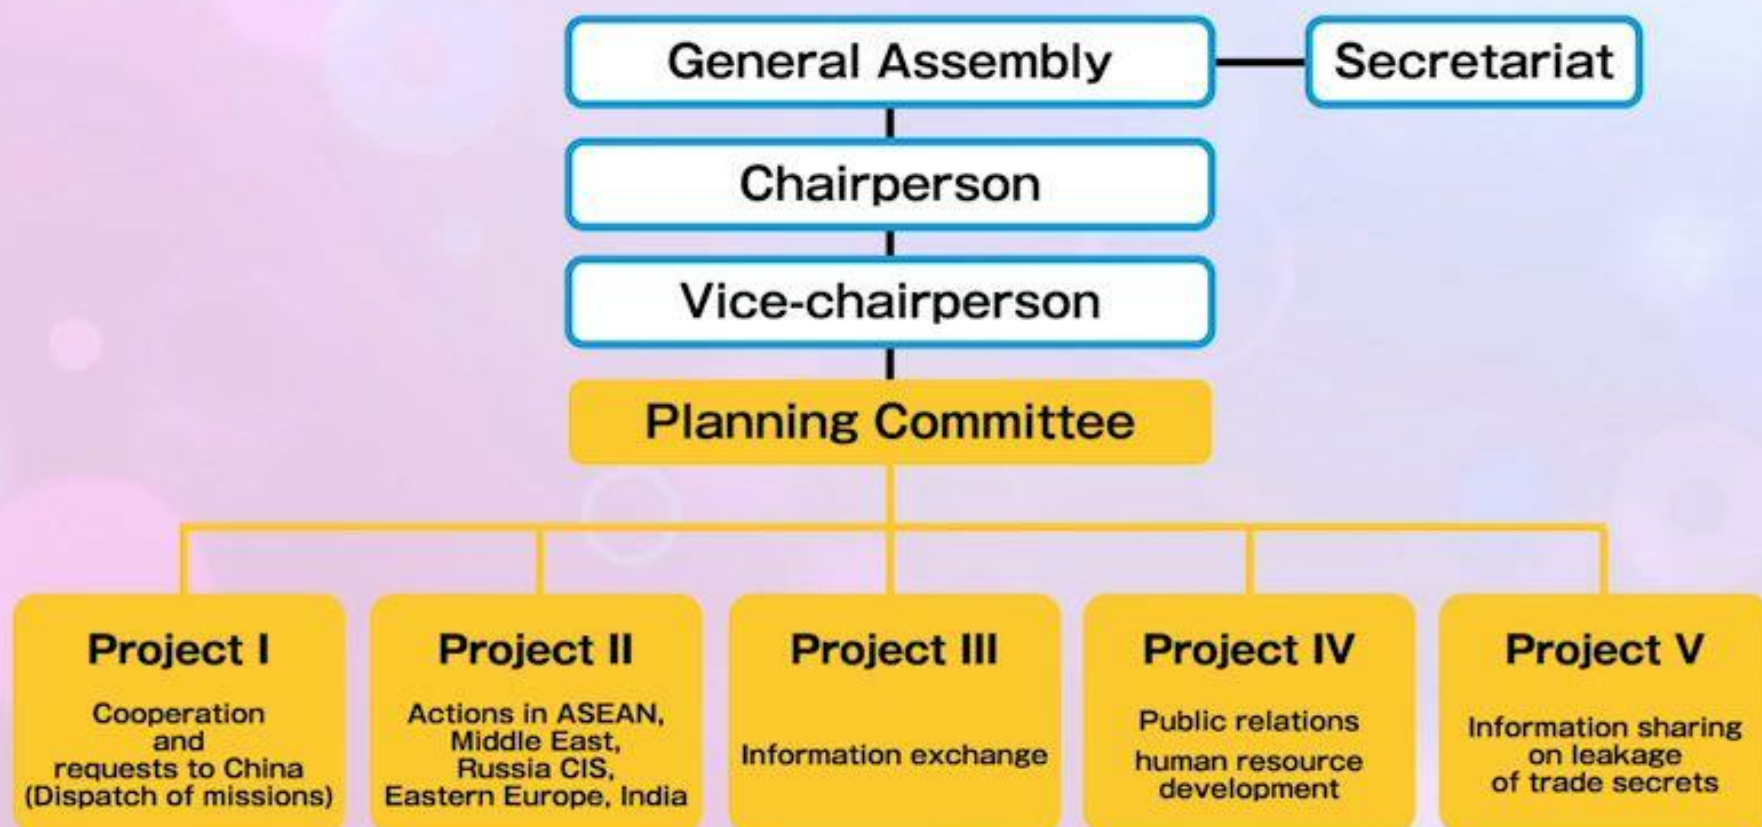 General Assembly
Secretariat
Chairperson
Vice-chairperson
Planning Committee
Project I
Cooperation
and
requests to China
(Dispatch of missions)
Project II
Actions in ASEAN,
Middle East,
Russia CIS,
Eastern Europe, India
Project III
Information exchange
Project IV
Public relations
human resource
development
Project V
Information sharing
on leakage
of trade secrets